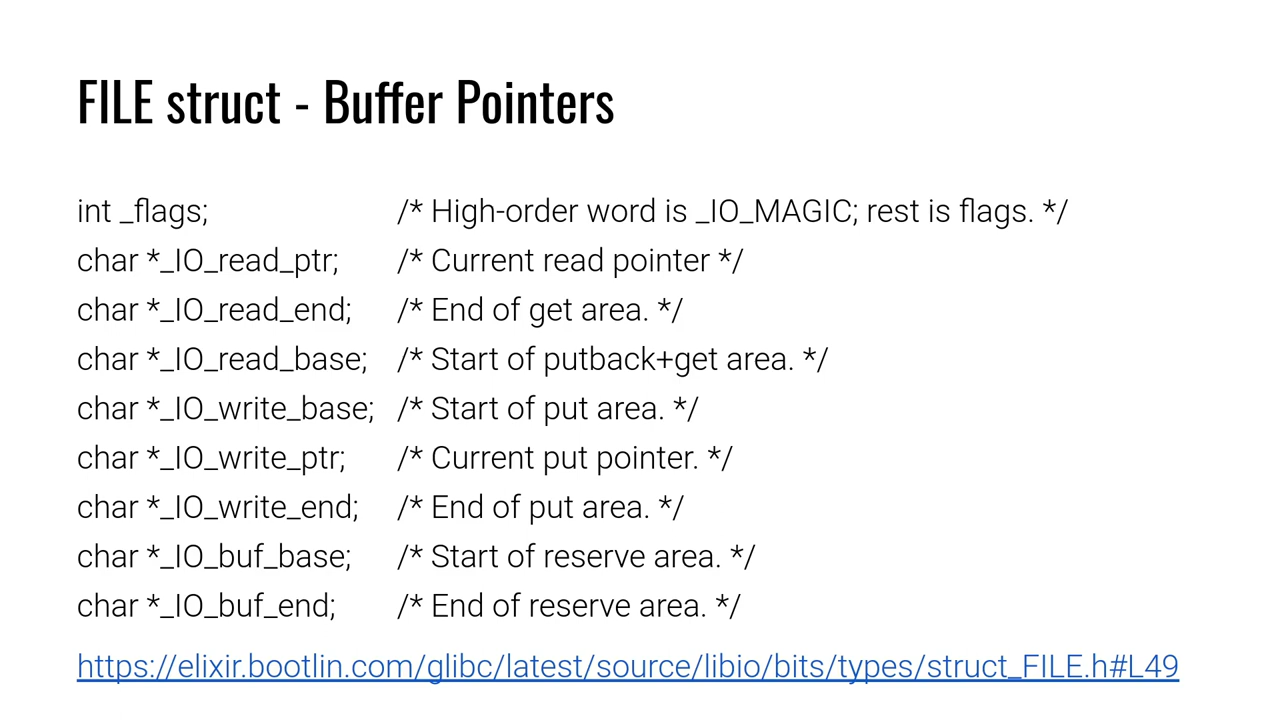 FILE struct - Buffer Pointers
int _flags; /* High-order word is _IO_MAGIC; rest is flags. */
char *_IO_read_ptr; /* Current read pointer */
char *_IO_read_end; /* End of get area. */
char *_IO_read_base; /* Start of putback+get area. */
char *_IO_write_base; /* Start of put area. */
char *_IO_write_ptr; /* Current put pointer. */
char *_IO_write_end; /* End of put area. */
char *_IO_buf_base; /* Start of reserve area. */
char *_IO_buf_end; /* End of reserve area. */
https://elixir.bootlin.com/glibc/latest/source/libio/bits/types/struct_FILE.h#L49